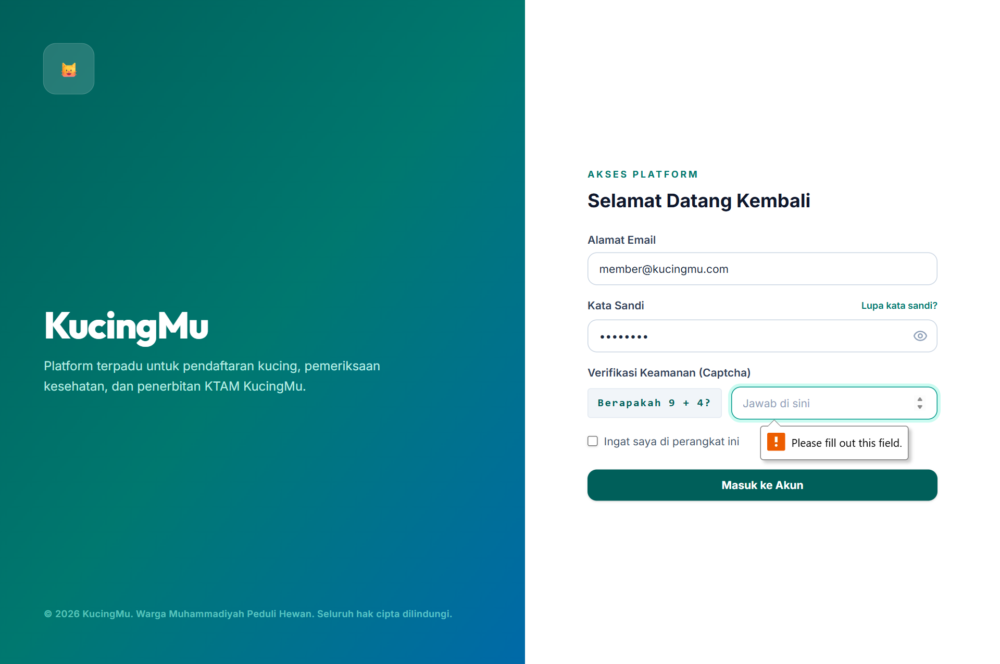 KucingMu
Platform terpadu untuk pendaftaran kucing, pemeriksaan
kesehatan, dan penerbitan KTAM KucingMu.
© 2026 KucingMu. Warga Muhammadiyah Peduli Hewan. Seluruh hak cipta dilindungi.
AKSES PLATFORM
Selamat Datang Kembali
Alamat Email
member@kucingmu.com
Kata Sandi
Lupa kata sandi?
••••••••
Verifikasi Keamanan (Captcha)
Berapakah 9 + 4?
Jawab di sini
Ingat saya di perangkat ini
Please fill out this field.
Masuk ke Akun